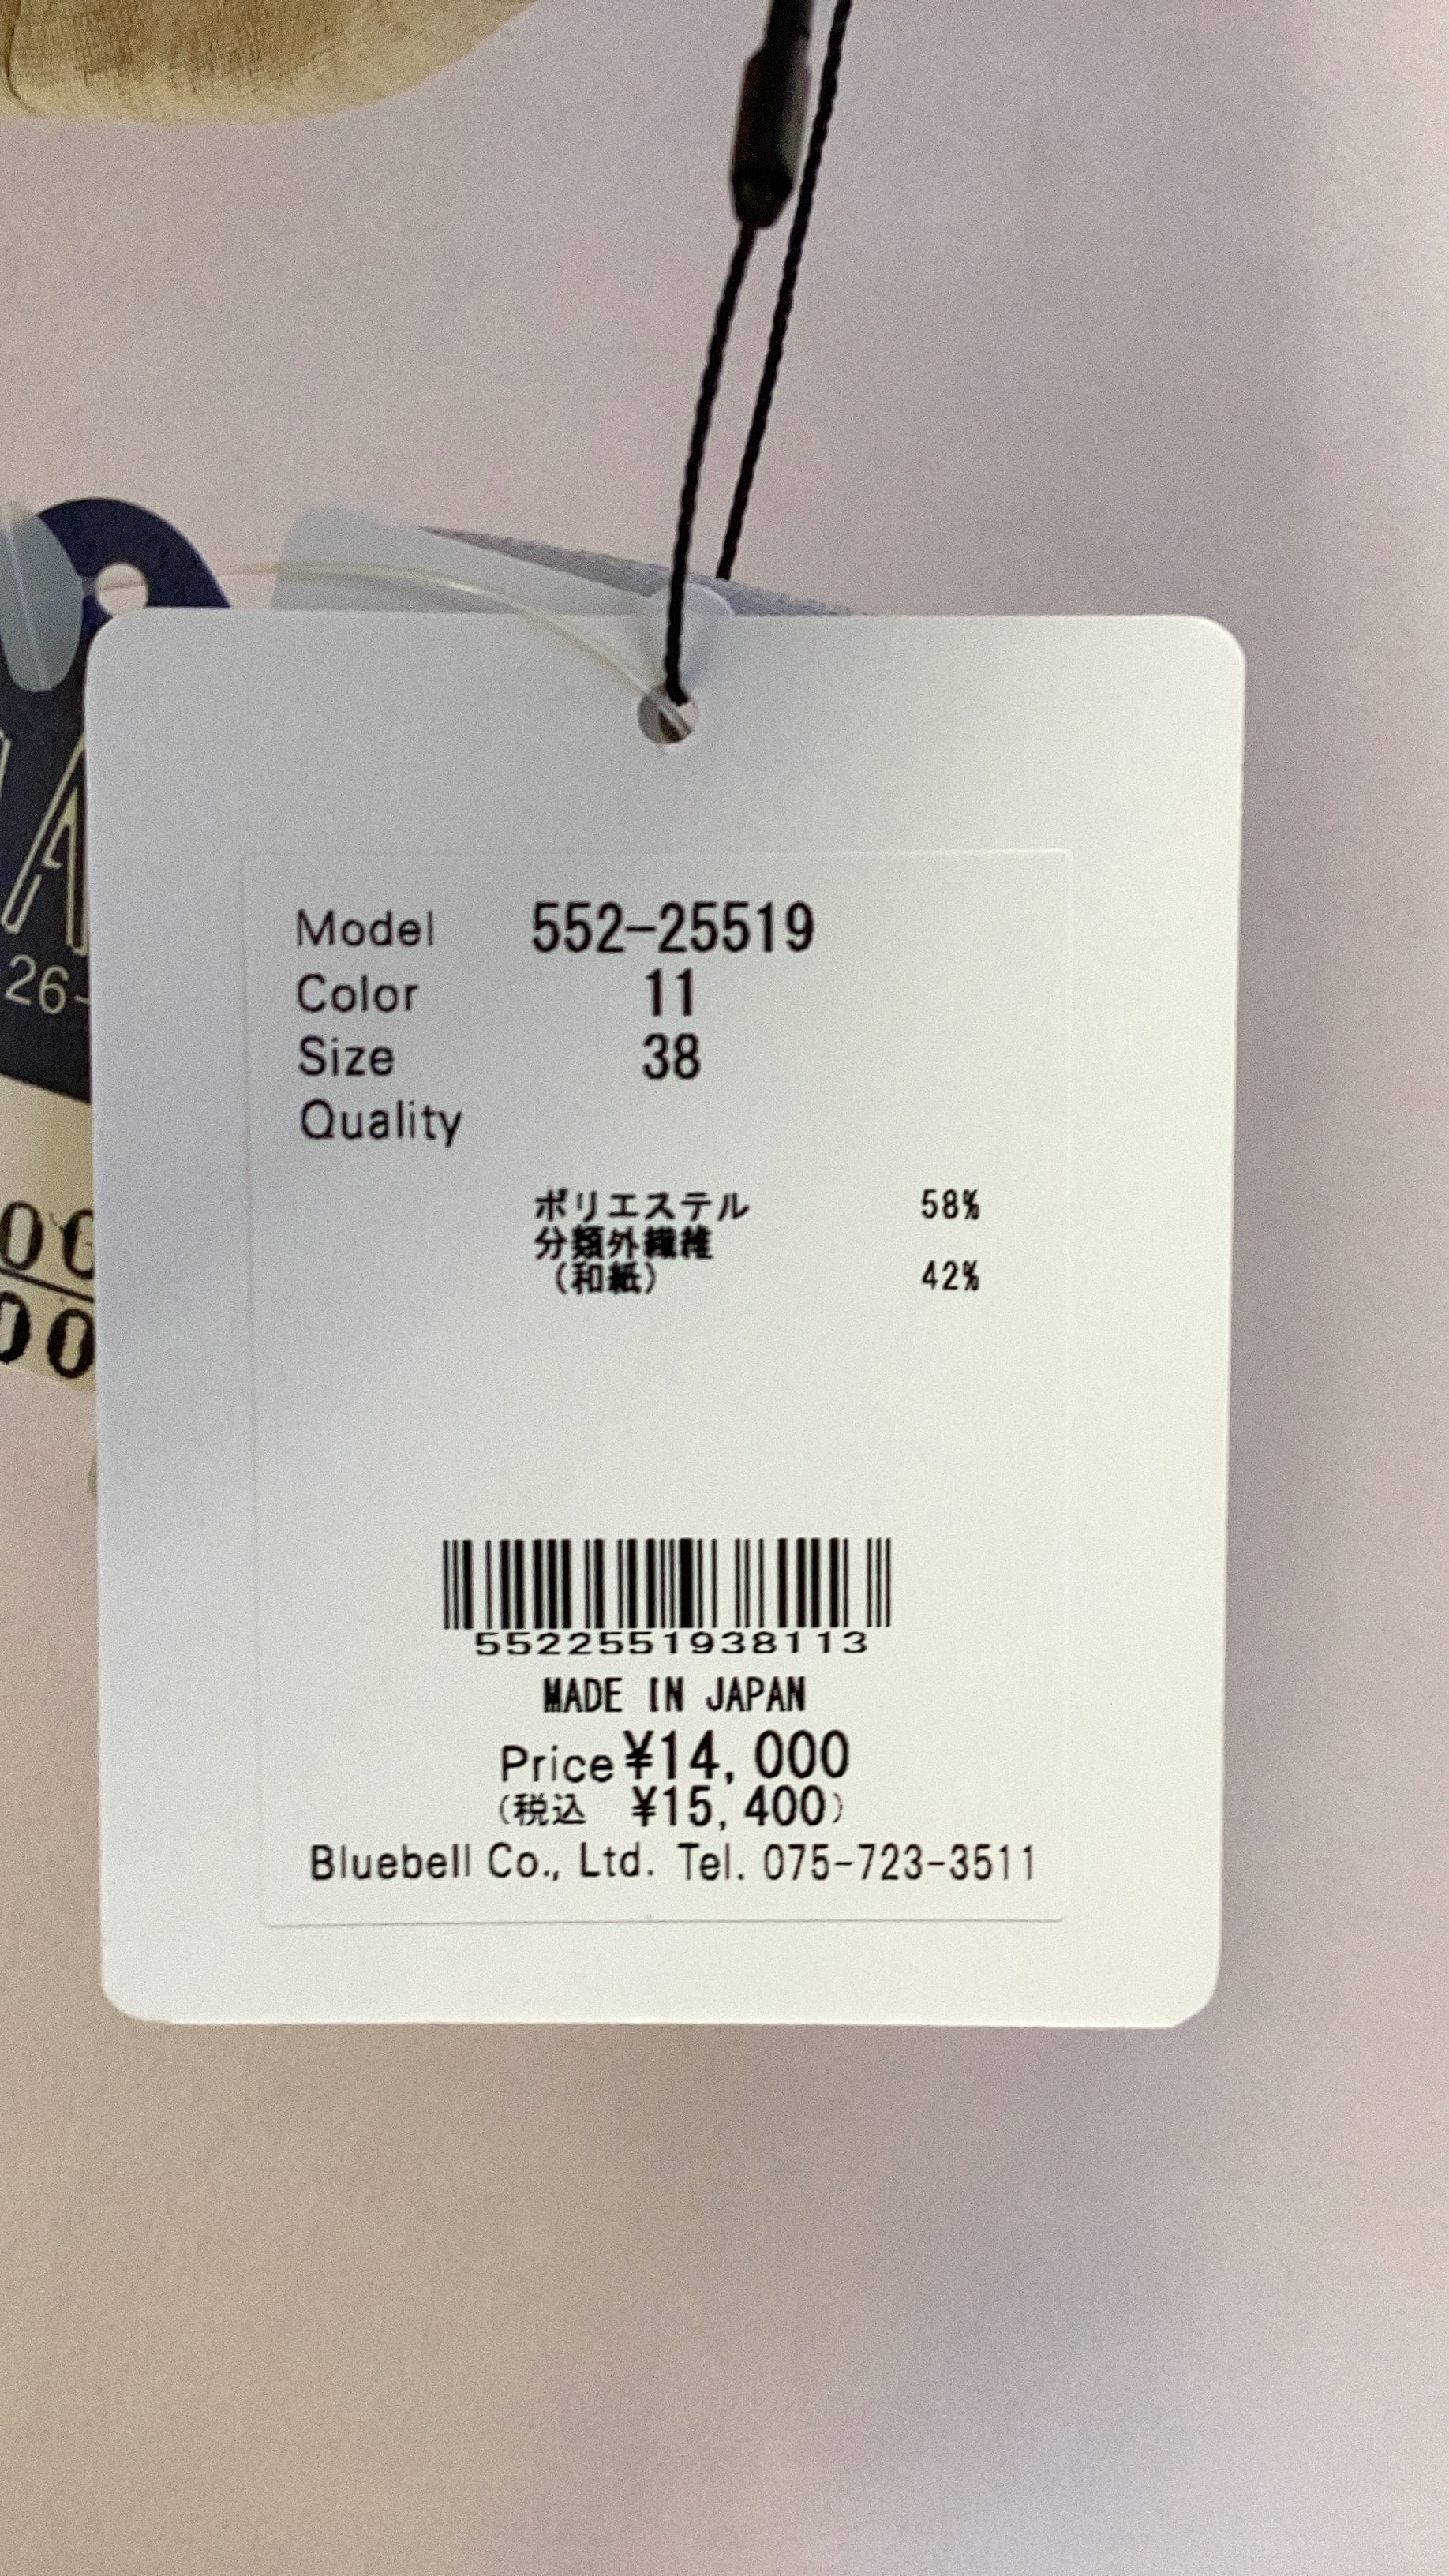 Model 552-25519
Color 11
Size 38
Quality
ポリエステル 58%
分類外繊維
(和紙) 42%
5522551938113
MADE IN JAPAN
Price ¥14,000
(税込 ¥15,400)
Bluebell Co., Ltd. Tel. 075-723-3511
26-